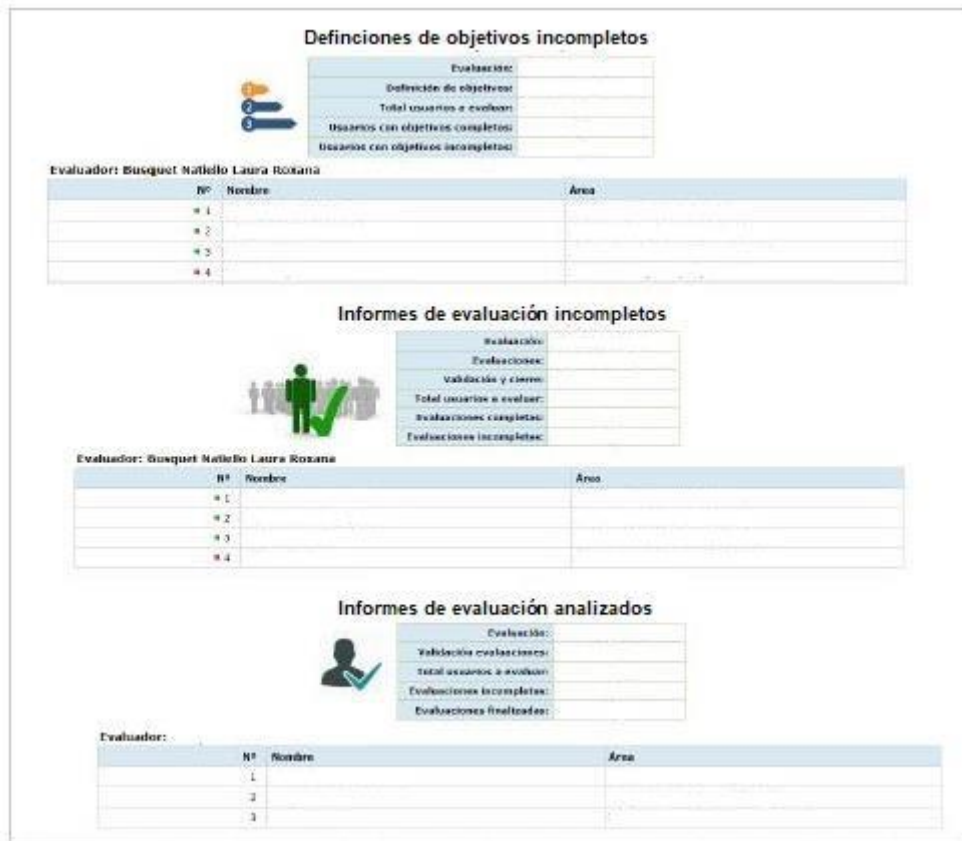 Definciones de objetivos incompletos
Evaluación:
Definición de objetivos:
Total usuarios a evaluar:
Usuarios con objetivos completos:
Usuarios con objetivos incompletos:
1
2
3
Evaluador: Busquet Natiello Laura Roxana
Nº Nombre Área
1
2
3
4
Informes de evaluación incompletos
Evaluación:
Evaluaciones:
Validación y cierre:
Total usuarios a evaluar:
Evaluaciones completas:
Evaluaciones incompletas:
Evaluador: Busquet Natiello Laura Roxana
Nº Nombre Área
1
2
3
4
Informes de evaluación analizados
Evaluación:
Validación evaluaciones:
Total usuarios a evaluar:
Evaluaciones incompletas:
Evaluaciones finalizadas:
Evaluador:
Nº Nombre Área
1
2
3